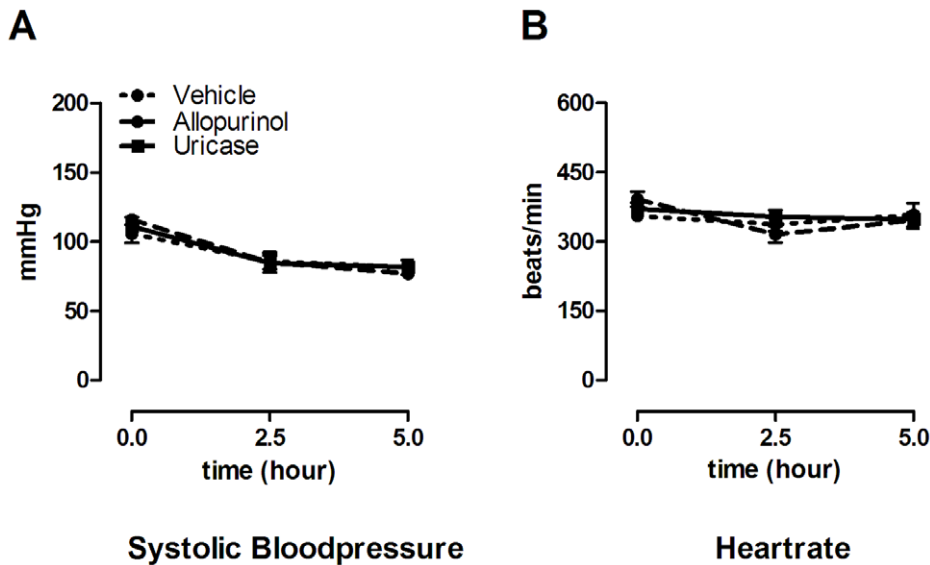 A
B
Vehicle
Allopurinol
Uricase
200
150
100
50
0
mmHg
0.0
2.5
5.0
time (hour)
Systolic Bloodpressure
600
450
300
150
0
beats/min
0.0
2.5
5.0
time (hour)
Heartrate